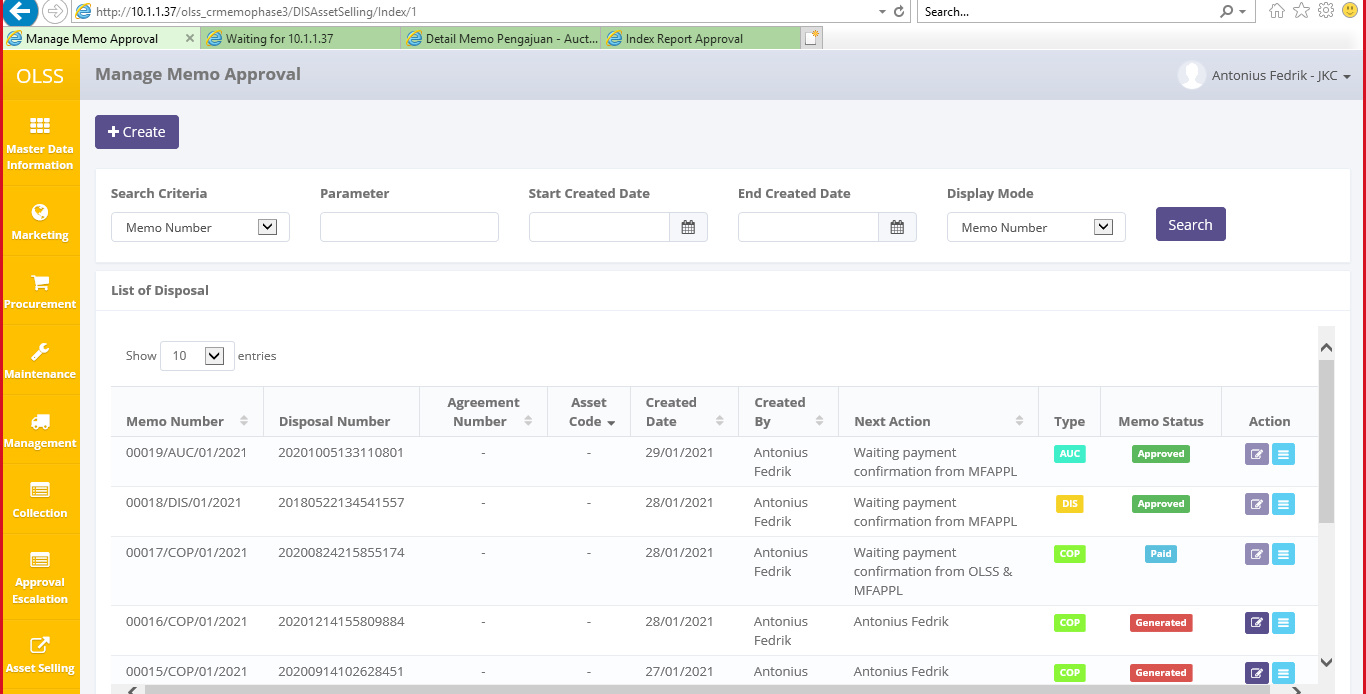 http://10.1.1.37/olss_crmemophase3/DISAssetSelling/Index/1
Search...
Manage Memo Approval
Waiting for 10.1.1.37
Detail Memo Pengajuan - Auct...
Index Report Approval
OLSS
Manage Memo Approval
Antonius Fedrik - JKC
Master Data
Information
Marketing
Procurement
Maintenance
Management
Collection
Approval
Escalation
Asset Selling
Create
Search Criteria
Parameter
Start Created Date
End Created Date
Display Mode
Memo Number
Memo Number
Search
List of Disposal
Show 10 entries
Memo Number
Disposal Number
Agreement
Number
Asset
Code
Created
Date
Created
By
Next Action
Type
Memo Status
Action
00019/AUC/01/2021 20201005133110801 - - 29/01/2021 Antonius Waiting payment AUC Approved
Fedrik confirmation from MFAPPL
00018/DIS/01/2021 20180522134541557 - - 28/01/2021 Antonius Waiting payment DIS Approved
Fedrik confirmation from MFAPPL
00017/COP/01/2021 20200824215855174 - - 28/01/2021 Antonius Waiting payment COP Paid
Fedrik confirmation from OLSS &
MFAPPL
00016/COP/01/2021 20201214155809884 - - 28/01/2021 Antonius Antonius Fedrik COP Generated
Fedrik
00015/COP/01/2021 20200914102628451 - - 27/01/2021 Antonius Antonius Fedrik COP Generated